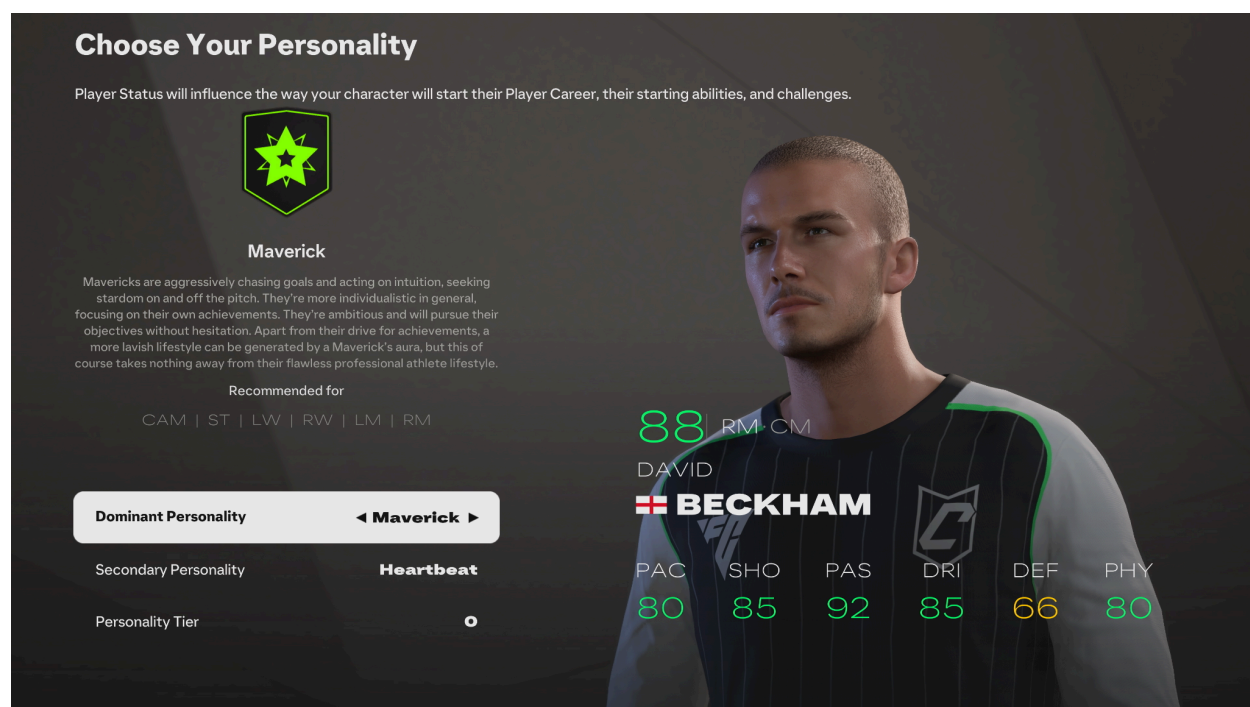 Choose Your Personality
Player Status will influence the way your character will start their Player Career, their starting abilities, and challenges.
Maverick
Mavericks are aggressively chasing goals and acting on intuition, seeking
stardom on and off the pitch. They're more individualistic in general,
focusing on their own achievements. They're ambitious and will pursue their
objectives without hesitation. Apart from their drive for achievements, a
more lavish lifestyle can be generated by a Maverick's aura, but this of
course takes nothing away from their flawless professional athlete lifestyle.
Recommended for
CAM | ST | LW | RW | LM | RM
Dominant Personality ◄ Maverick ►
Secondary Personality Heartbeat
Personality Tier 0
88 | RM CM
DAVID
BECKHAM
FC C
PAC SHO PAS DRI DEF PHY
80 85 92 85 66 80